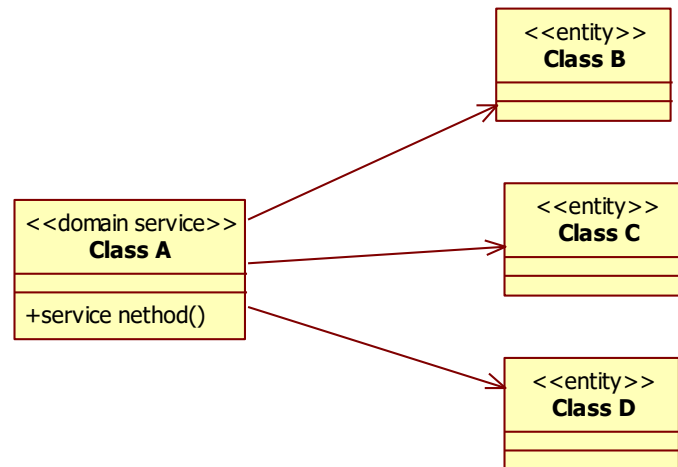 <<entity>>
Class B
<<domain service>>
Class A
+service nethod()
<<entity>>
Class C
<<entity>>
Class D